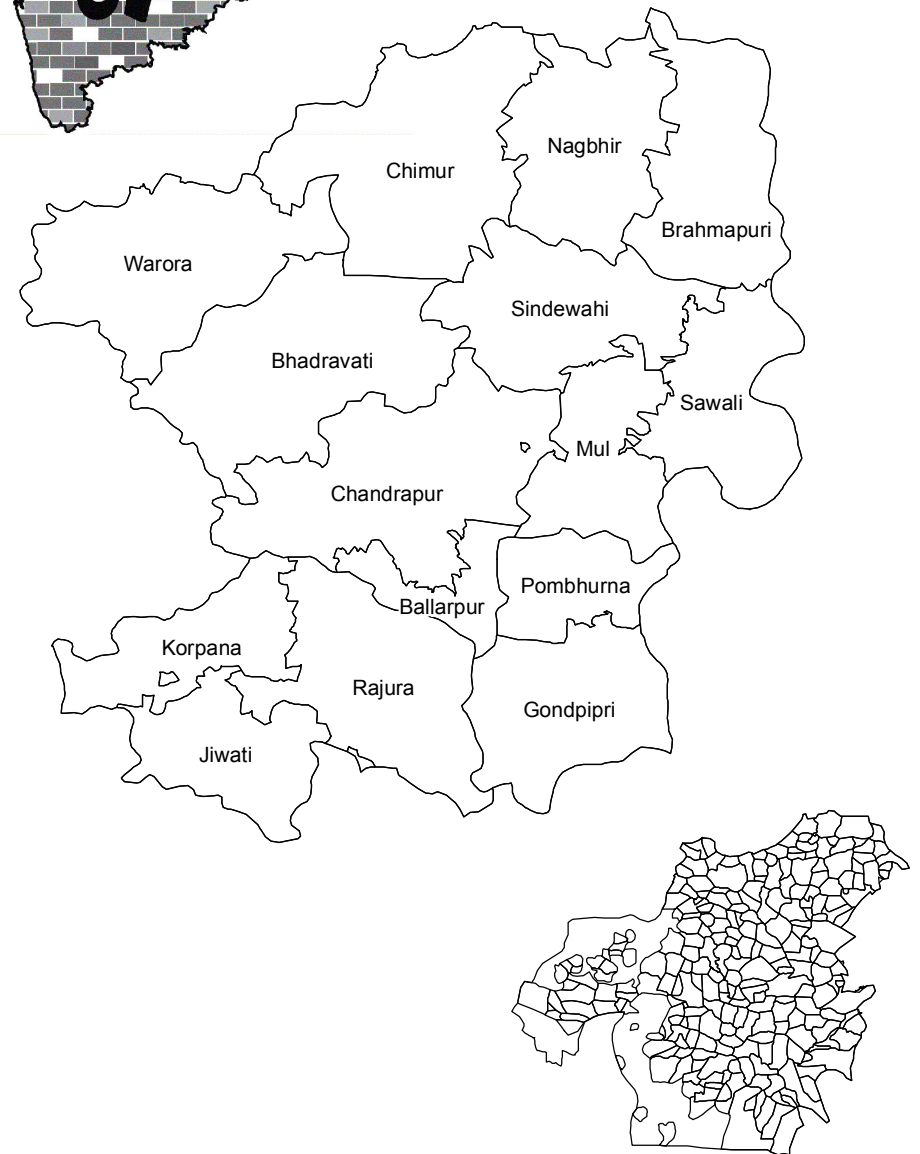 Nagbhir
Chimur
Brahmapuri
Warora
Sindewahi
Bhadravati
Sawali
Mul
Chandrapur
Pombhurna
Ballarpur
Korpana
Rajura
Gondpipri
Jiwati